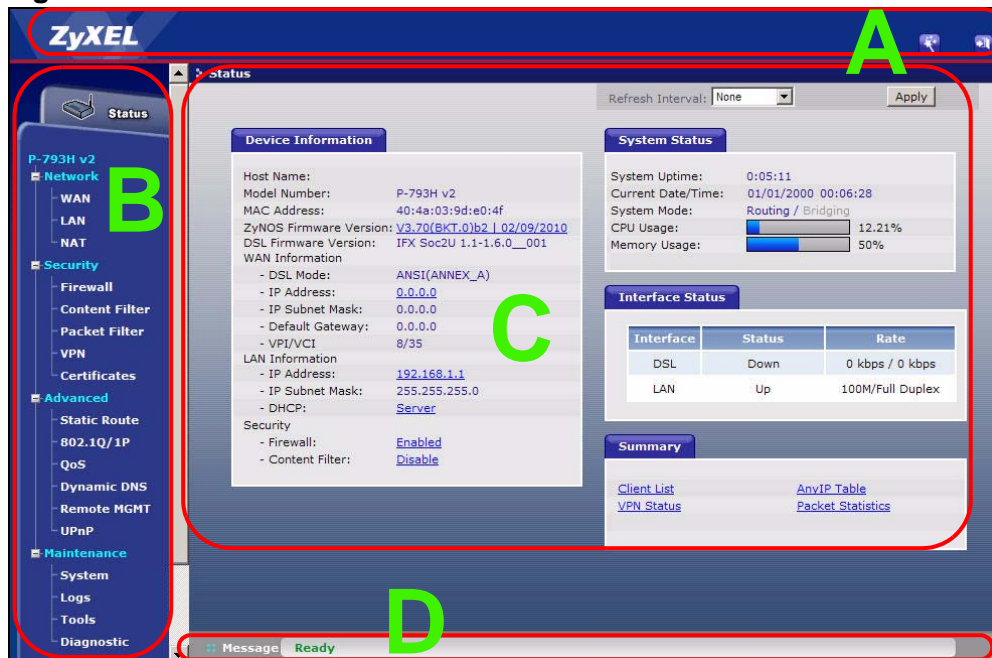 ZyXEL
A
Status
Refresh Interval: None
Apply
Status
P-793H v2
Network
WAN
LAN
NAT
Security
Firewall
Content Filter
Packet Filter
VPN
Certificates
Advanced
Static Route
802.1Q/1P
QoS
Dynamic DNS
Remote MGMT
UPnP
Maintenance
System
Logs
Tools
Diagnostic
B
Device Information
Host Name:
Model Number: P-793H v2
MAC Address: 40:4a:03:9d:e0:4f
ZyNOS Firmware Version: V3.70(BKT.0)b2 | 02/09/2010
DSL Firmware Version: IFX Soc2U 1.1-1.6.0__001
WAN Information
- DSL Mode: ANSI(ANNEX_A)
- IP Address: 0.0.0.0
- IP Subnet Mask: 0.0.0.0
- Default Gateway: 0.0.0.0
- VPI/VCI 8/35
LAN Information
- IP Address: 192.168.1.1
- IP Subnet Mask: 255.255.255.0
- DHCP: Server
Security
- Firewall: Enabled
- Content Filter: Disable
C
System Status
System Uptime: 0:05:11
Current Date/Time: 01/01/2000 00:06:28
System Mode: Routing / Bridging
CPU Usage: 12.21%
Memory Usage: 50%
Interface Status
Interface Status Rate
DSL Down 0 kbps / 0 kbps
LAN Up 100M/Full Duplex
Summary
Client List AnyIP Table
VPN Status Packet Statistics
D
Message Ready